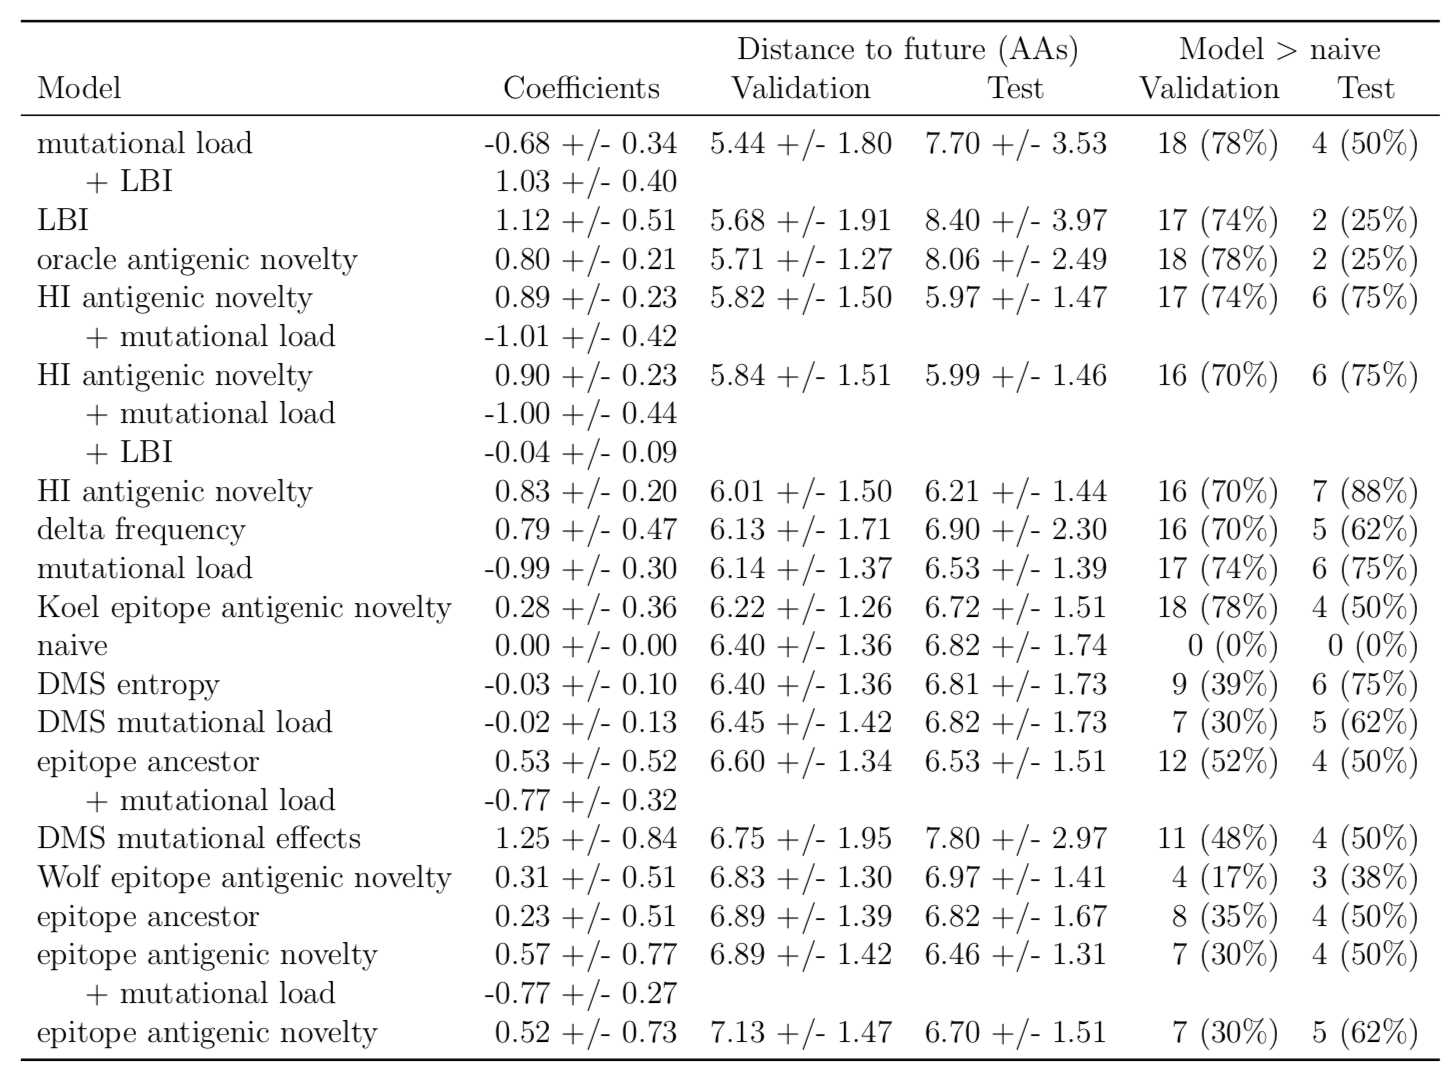 Distance to future (AAs) Model > naive
Model Coefficients Validation Test Validation Test
mutational load -0.68 +/- 0.34 5.44 +/- 1.80 7.70 +/- 3.53 18 (78%) 4 (50%)
+ LBI 1.03 +/- 0.40
LBI 1.12 +/- 0.51 5.68 +/- 1.91 8.40 +/- 3.97 17 (74%) 2 (25%)
oracle antigenic novelty 0.80 +/- 0.21 5.71 +/- 1.27 8.06 +/- 2.49 18 (78%) 2 (25%)
HI antigenic novelty 0.89 +/- 0.23 5.82 +/- 1.50 5.97 +/- 1.47 17 (74%) 6 (75%)
+ mutational load -1.01 +/- 0.42
HI antigenic novelty 0.90 +/- 0.23 5.84 +/- 1.51 5.99 +/- 1.46 16 (70%) 6 (75%)
+ mutational load -1.00 +/- 0.44
+ LBI -0.04 +/- 0.09
HI antigenic novelty 0.83 +/- 0.20 6.01 +/- 1.50 6.21 +/- 1.44 16 (70%) 7 (88%)
delta frequency 0.79 +/- 0.47 6.13 +/- 1.71 6.90 +/- 2.30 16 (70%) 5 (62%)
mutational load -0.99 +/- 0.30 6.14 +/- 1.37 6.53 +/- 1.39 17 (74%) 6 (75%)
Koel epitope antigenic novelty 0.28 +/- 0.36 6.22 +/- 1.26 6.72 +/- 1.51 18 (78%) 4 (50%)
naive 0.00 +/- 0.00 6.40 +/- 1.36 6.82 +/- 1.74 0 (0%) 0 (0%)
DMS entropy -0.03 +/- 0.10 6.40 +/- 1.36 6.81 +/- 1.73 9 (39%) 6 (75%)
DMS mutational load -0.02 +/- 0.13 6.45 +/- 1.42 6.82 +/- 1.73 7 (30%) 5 (62%)
epitope ancestor 0.53 +/- 0.52 6.60 +/- 1.34 6.53 +/- 1.51 12 (52%) 4 (50%)
+ mutational load -0.77 +/- 0.32
DMS mutational effects 1.25 +/- 0.84 6.75 +/- 1.95 7.80 +/- 2.97 11 (48%) 4 (50%)
Wolf epitope antigenic novelty 0.31 +/- 0.51 6.83 +/- 1.30 6.97 +/- 1.41 4 (17%) 3 (38%)
epitope ancestor 0.23 +/- 0.51 6.89 +/- 1.39 6.82 +/- 1.67 8 (35%) 4 (50%)
epitope antigenic novelty 0.57 +/- 0.77 6.89 +/- 1.42 6.46 +/- 1.31 7 (30%) 4 (50%)
+ mutational load -0.77 +/- 0.27
epitope antigenic novelty 0.52 +/- 0.73 7.13 +/- 1.47 6.70 +/- 1.51 7 (30%) 5 (62%)